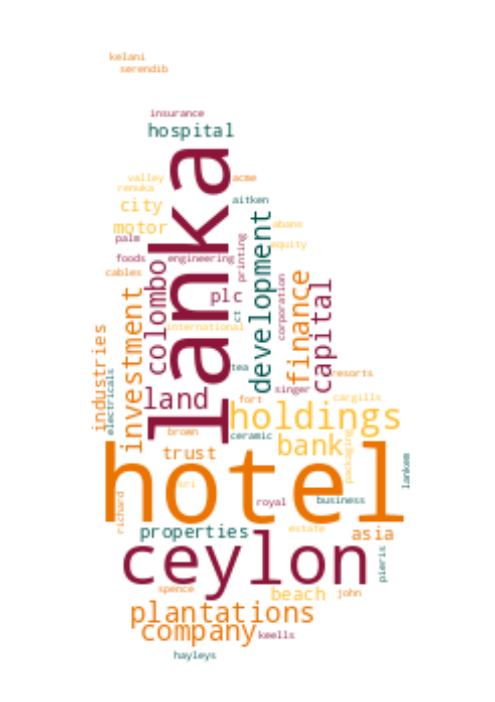 kelani
serendib
insurance
hospital
lanka
valley
acme
renuka
aitken
city
motor
abans
palm
development
equity
printing
foods
engineering
colombo
cables
finance
corporation
capital
plc
investment
ct
international
industries
electricals
tea
resorts
singer
land
fort
cargills
holdings
brown
ceramic
bank
packaging
trust
hotel
lankem
sri
richard
royal
business
properties
estate
asia
ceylon
pieris
spence
beach
john
plantations
company
keells
hayleys